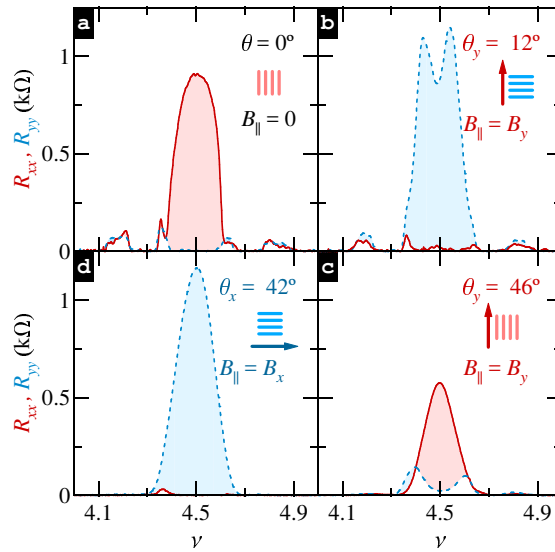 a
θ = 0º
B∥ = 0
b
θy = 12º
B∥ = By
1
0.5
0
Rxx, Ryy (kΩ)
d
θx = 42º
B∥ = Bx
c
θy = 46º
B∥ = By
1
0.5
0
Rxx, Ryy (kΩ)
4.1 4.5 4.9 4.1 4.5 4.9
ν ν